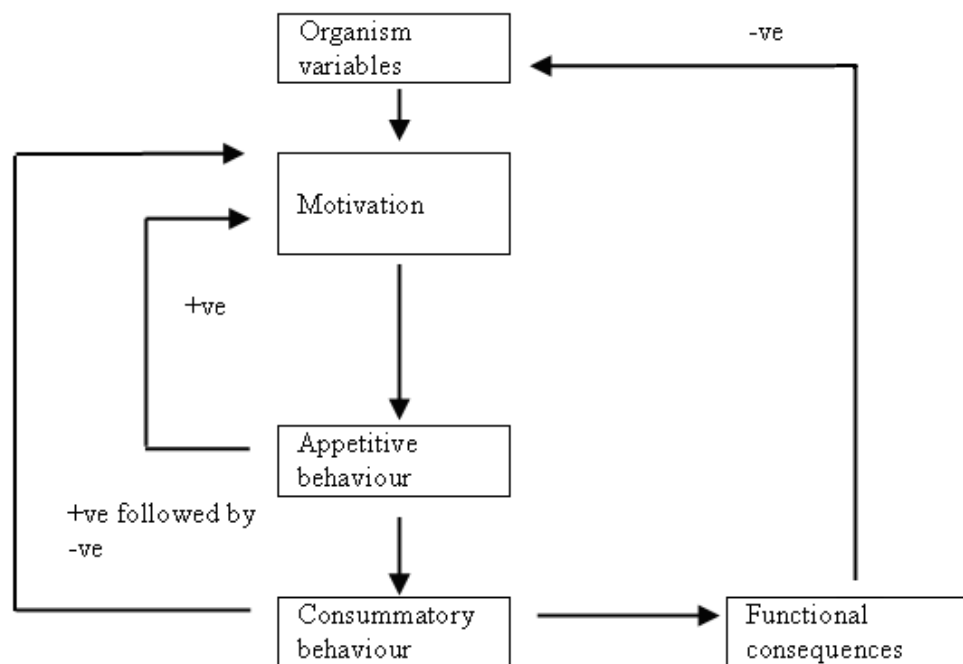 Organism
variables
-ve
Motivation
+ve
Appetitive
behaviour
+ve followed by
-ve
Consummatory
behaviour
Functional
consequences